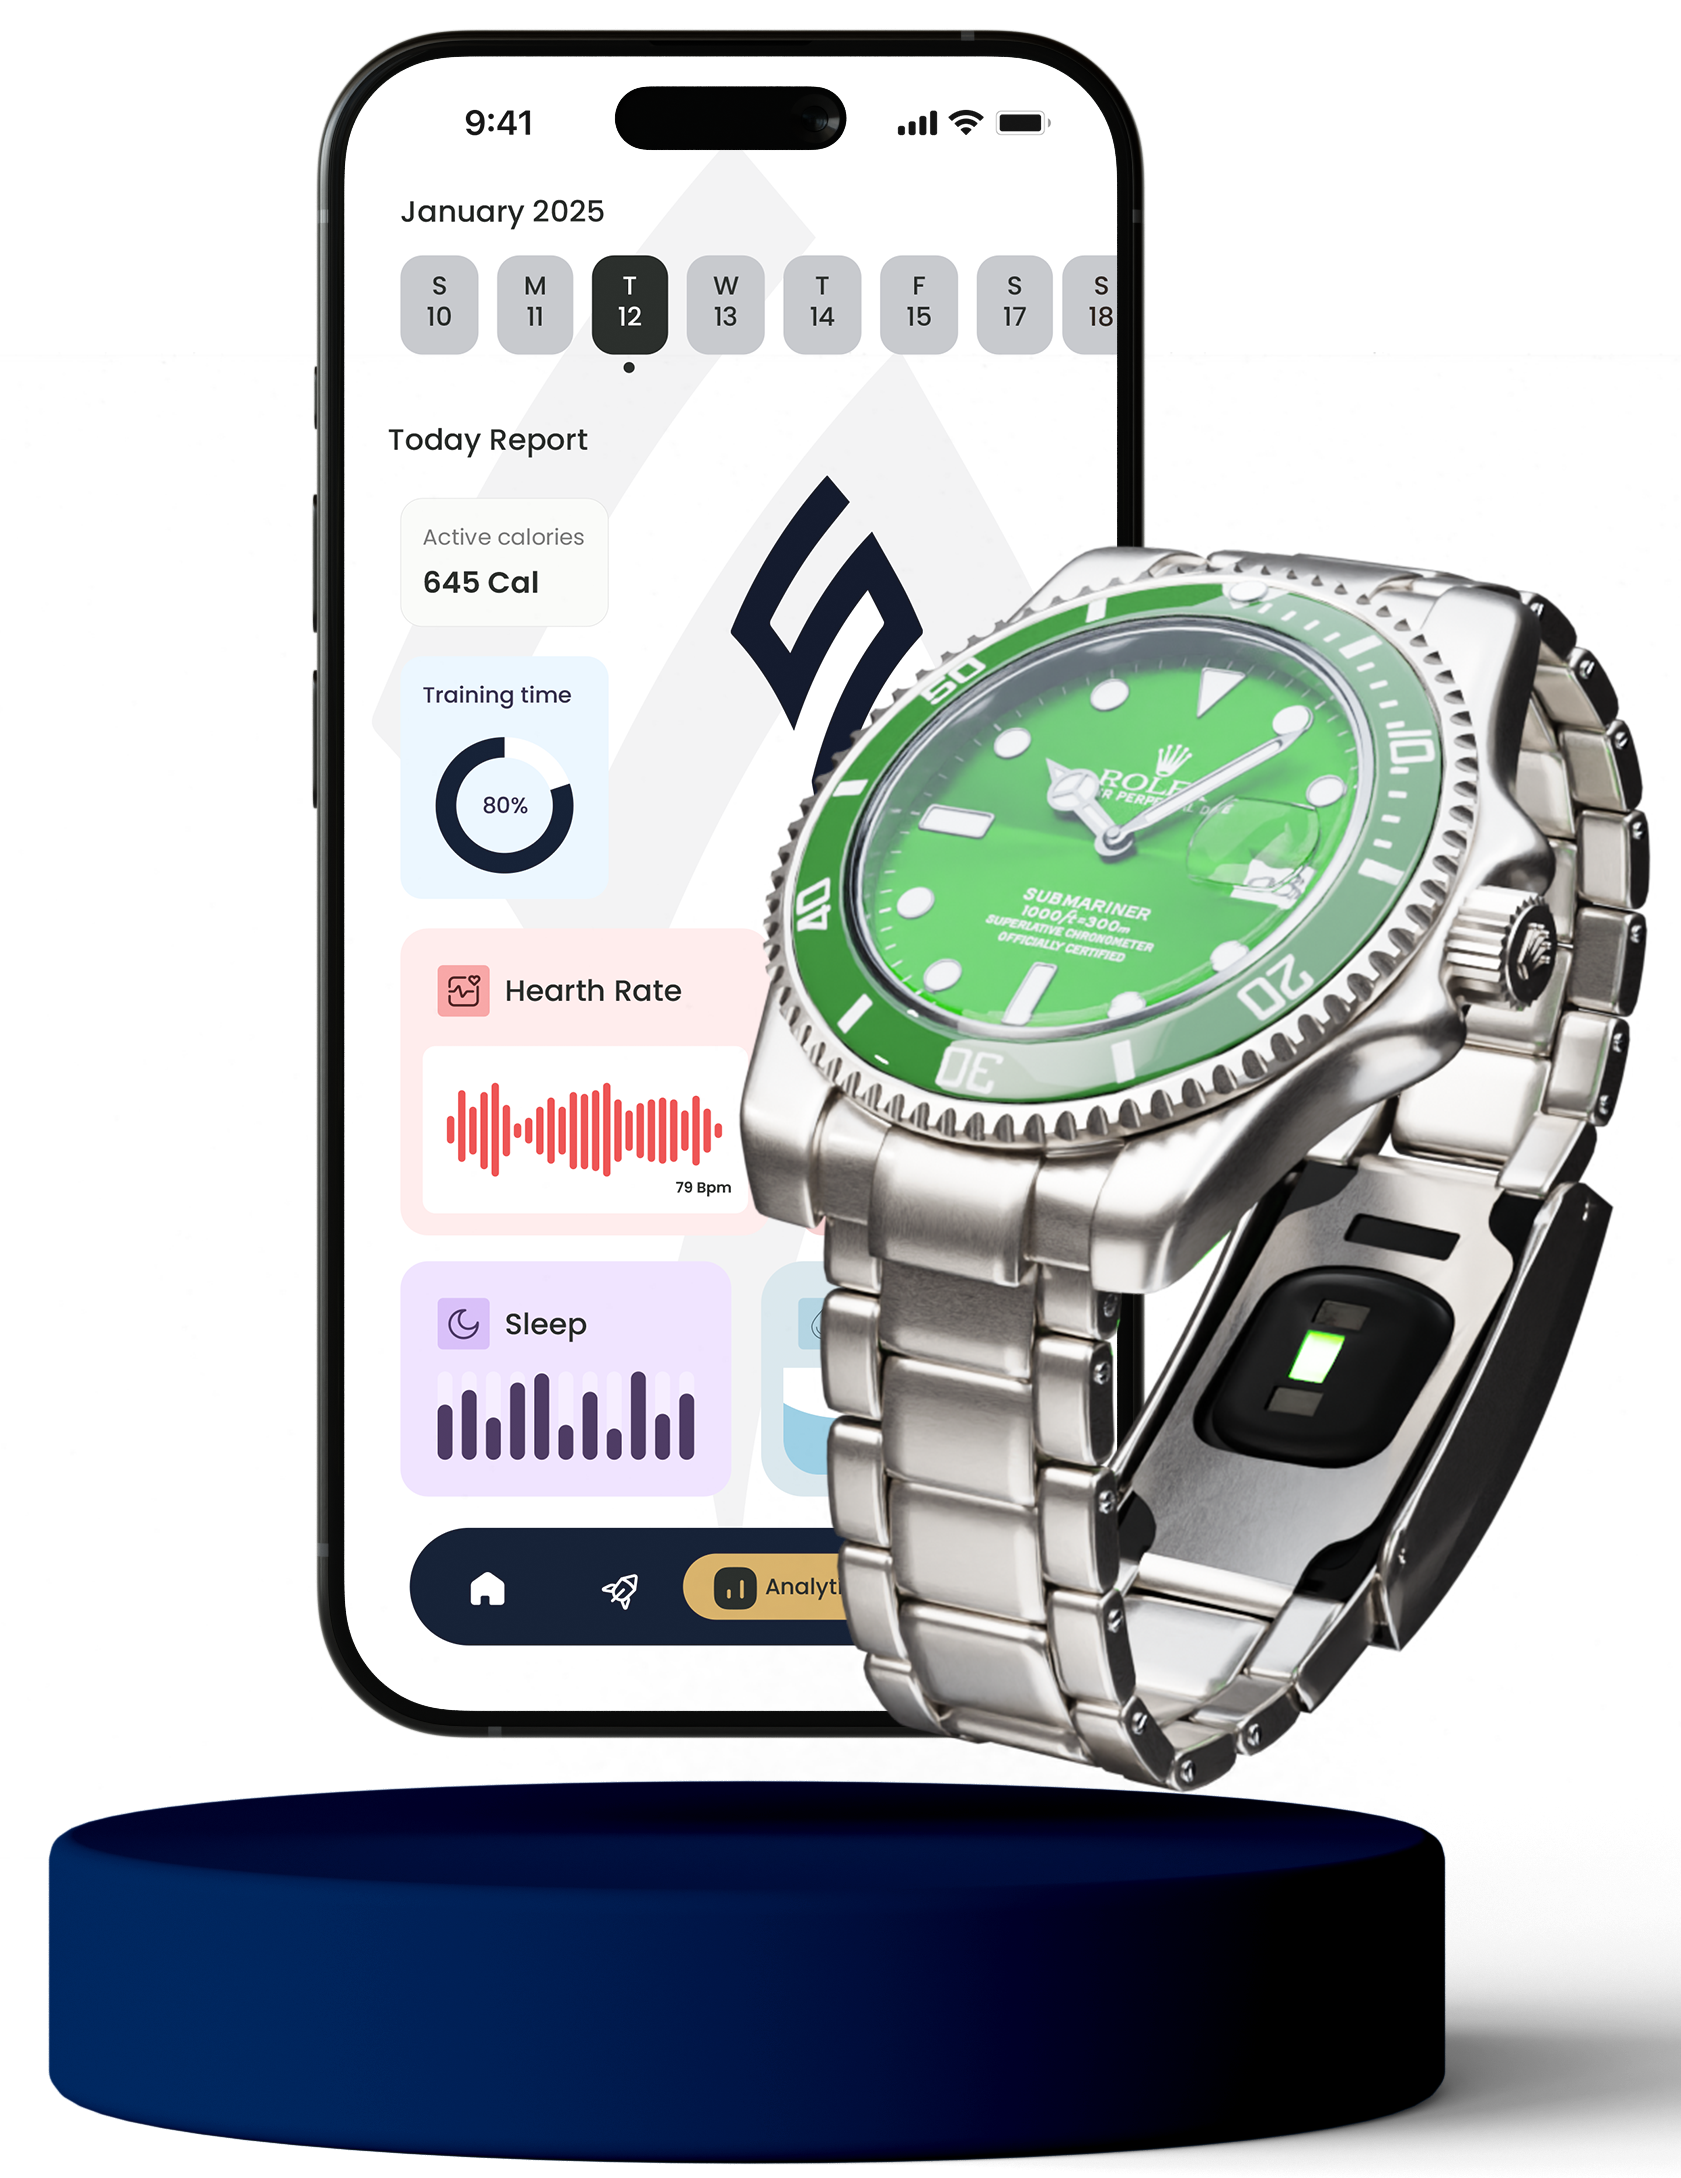 9:41
January 2025
S M T W T F S S
10 11 12 13 14 15 17 18
Today Report
Active calories
645 Cal
Training time
80%
Hearth Rate
79 Bpm
Sleep
Analyt
50
10
40
20
30
ROLE
SUBMARINER
1000ft=300m
SUPERLATIVE CHRONOMETER
OFFICIALLY CERTIFIED